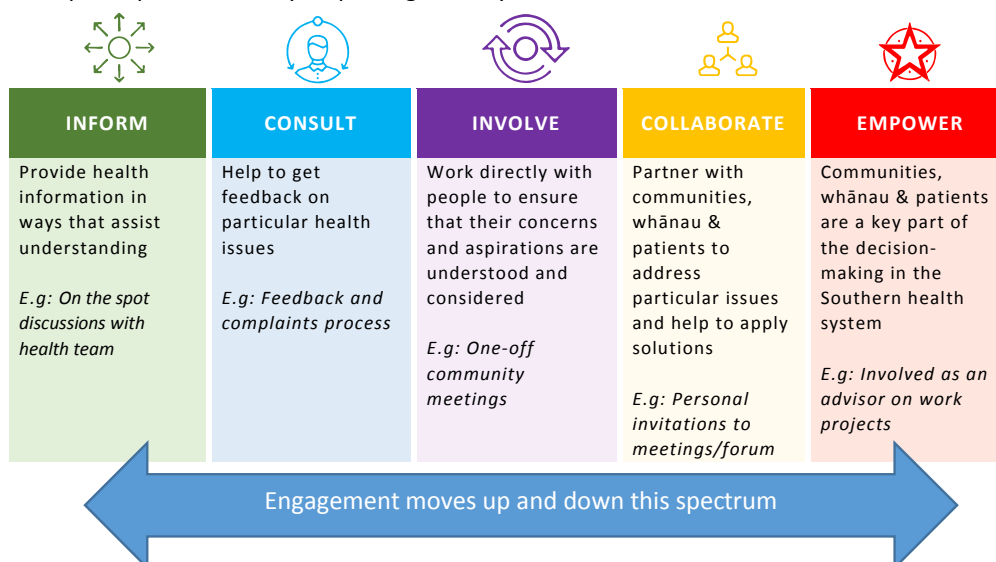 INFORM
Provide health
information in
ways that assist
understanding
E.g: On the spot
discussions with
health team
CONSULT
Help to get
feedback on
particular health
issues
E.g: Feedback and
complaints process
INVOLVE
Work directly with
people to ensure
that their concerns
and aspirations are
understood and
considered
E.g: One-off
community
meetings
COLLABORATE
Partner with
communities,
whānau &
patients to
address
particular issues
and help to apply
solutions
E.g: Personal
invitations to
meetings/forum
EMPOWER
Communities,
whānau & patients
are a key part of
the decision-
making in the
Southern health
system
E.g: Involved as an
advisor on work
projects
Engagement moves up and down this spectrum